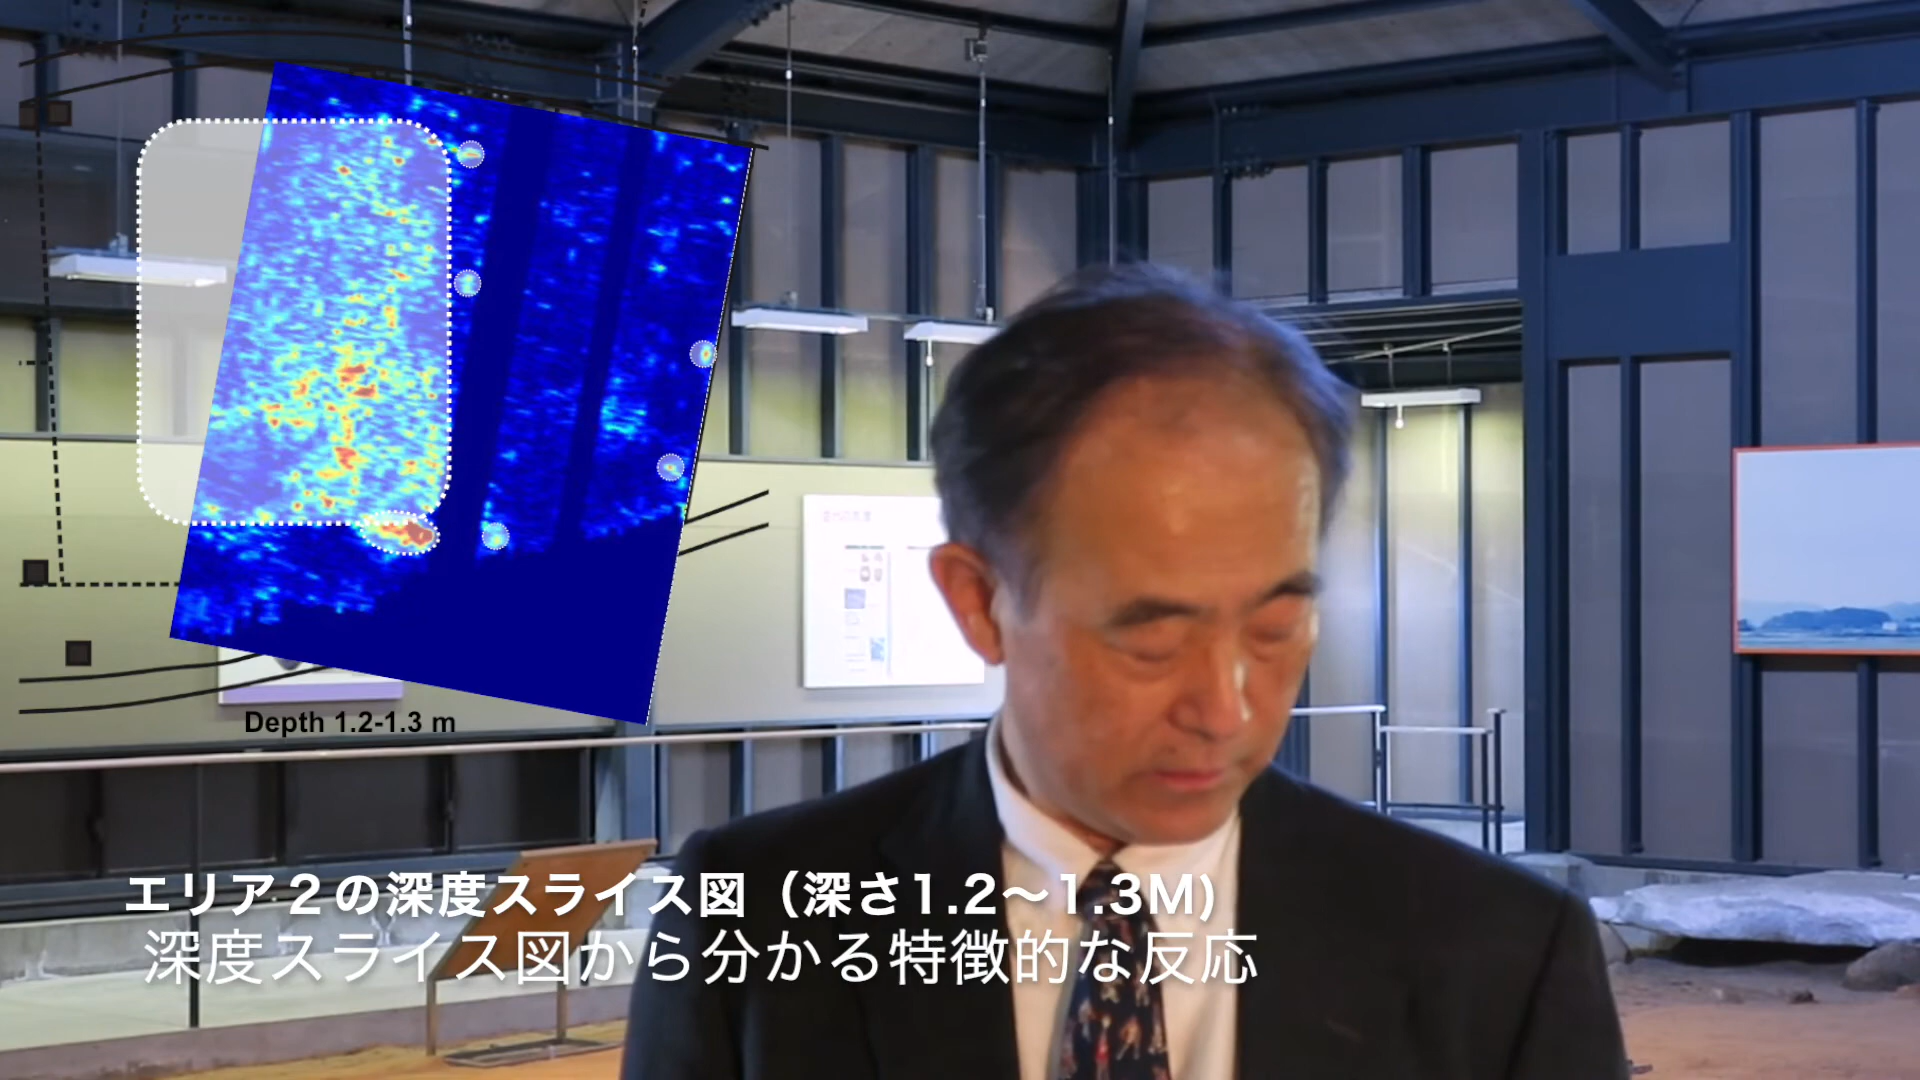 Depth 1.2-1.3 m
エリア２の深度スライス図（深さ1.2〜1.3M）
深度スライス図から分かる特徴的な反応